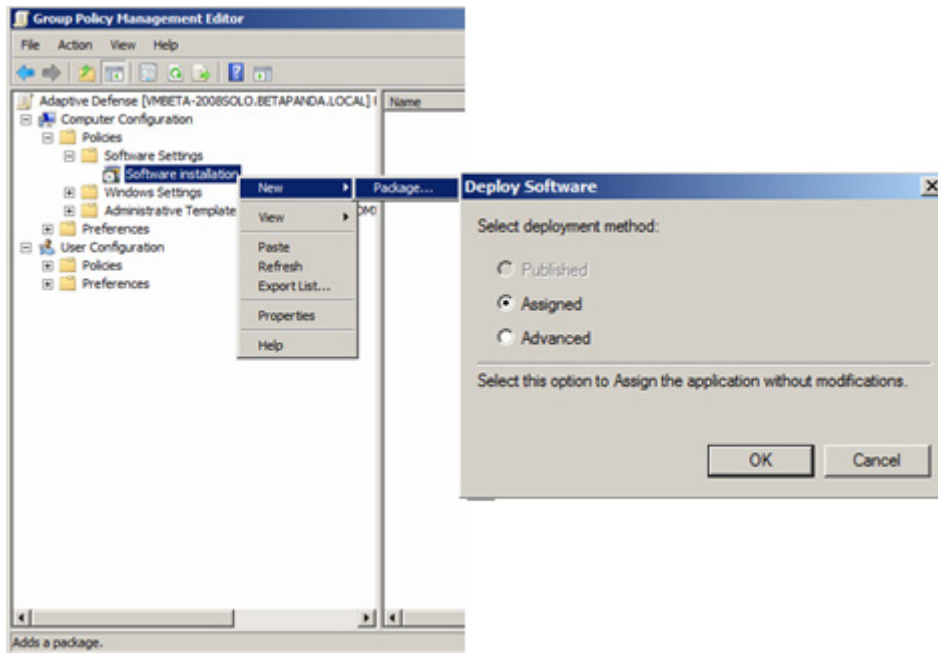 Group Policy Management Editor
File Action View Help
Adaptive Defense [VMBETA-2008SOLO.BETAPANDA.LOCAL]
Name
Computer Configuration
Policies
Software Settings
Software installation
Windows Settings
Administrative Template
Preferences
User Configuration
Policies
Preferences
New
View
Paste
Refresh
Export List...
Properties
Help
Package...
Deploy Software
Select deployment method:
Published
Assigned
Advanced
Select this option to Assign the application without modifications.
OK Cancel
Adds a package.